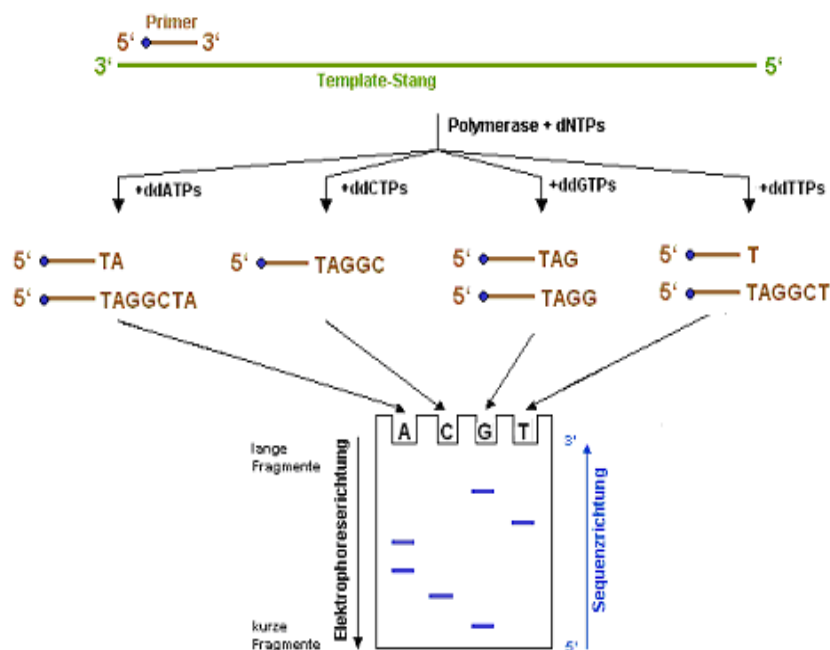 Primer
5‘ 3‘
3‘ 5‘
Template-Stang
Polymerase + dNTPs
+ddATPs +ddCTPs +ddGTPs +ddTTPs
5‘ TA 5‘ TAGGC 5‘ TAG 5‘ T
5‘ TAGGCTA 5‘ TAGG 5‘ TAGGCT
A C G T
lange
Fragmente
3‘
Elektrophoreserichtung
Sequenzrichtung
kurze
Fragmente
5‘